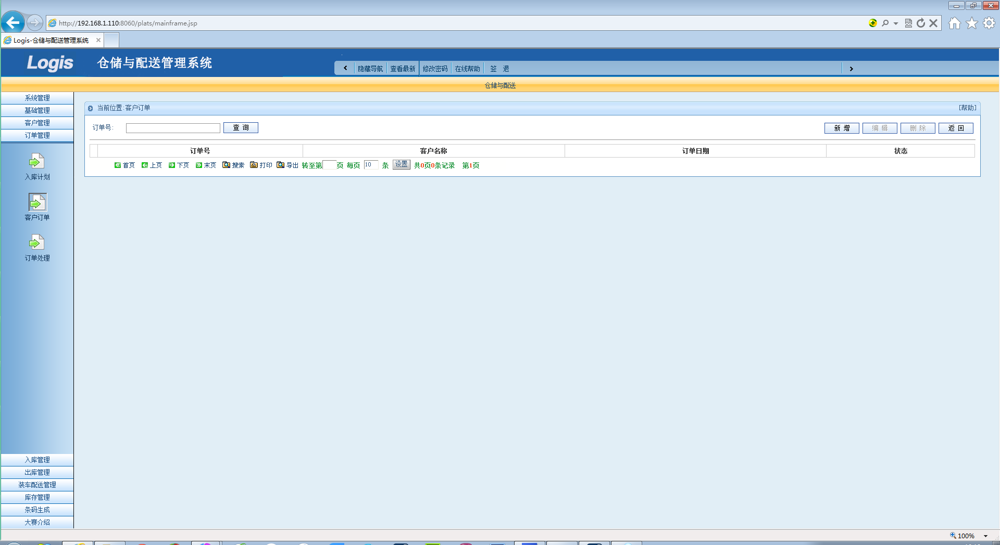 http://192.168.1.110:8060/plats/mainframe.jsp
Logis-仓储与配送管理系统
Logis 仓储与配送管理系统
隐藏导航 查看最新 修改密码 在线帮助 签 退
仓储与配送
系统管理
基础管理
客户管理
订单管理
入库计划
客户订单
订单处理
入库管理
出库管理
装车配送管理
库存管理
条码生成
大赛介绍
当前位置:客户订单 [帮助]
订单号: 查 询 新 增 编 辑 删 除 返 回
订单号 客户名称 订单日期 状态
首页 上页 下页 末页 搜索 打印 导出 转至第 页 每页 10 条 设置 共0页0条记录 第1页
100%